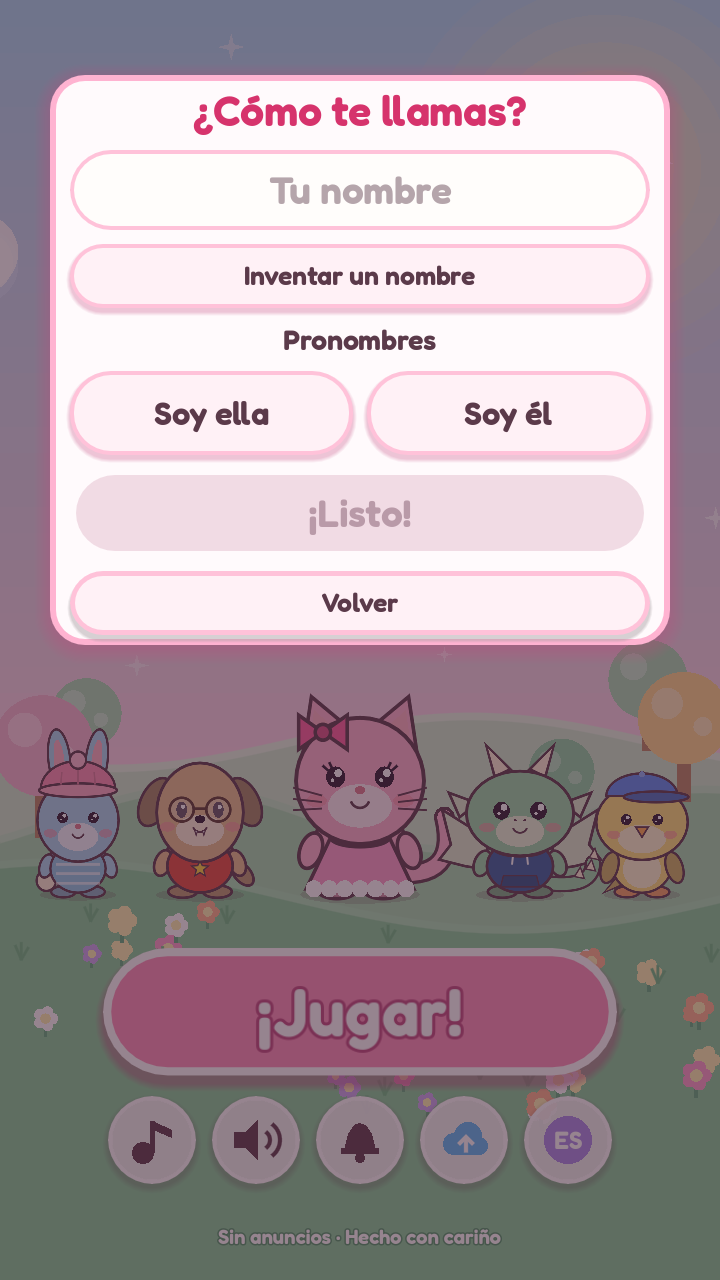 ¿Cómo te llamas?
Tu nombre
Inventar un nombre
Pronombres
Soy ella
Soy él
¡Listo!
Volver
¡Jugar!
ES
Sin anuncios · Hecho con cariño